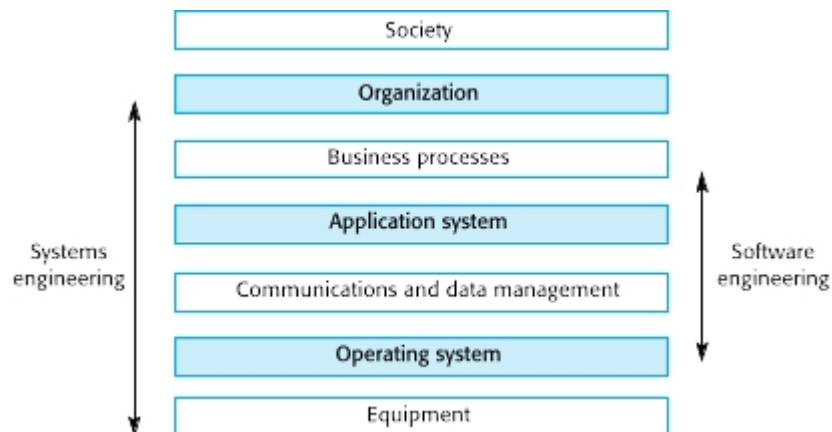 Society
Organization
Business processes
Application system
Systems
engineering
Software
engineering
Communications and data management
Operating system
Equipment